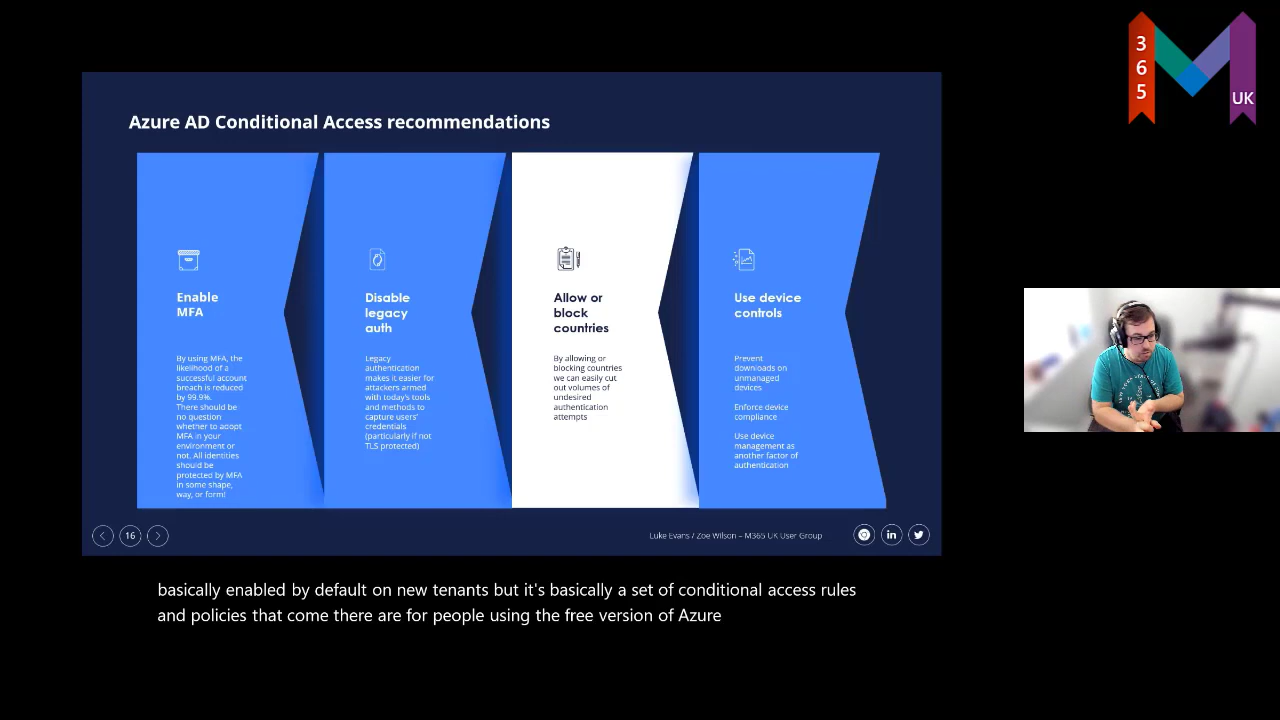 3
6
5
UK
Azure AD Conditional Access recommendations
Enable
MFA
By using MFA, the
likelihood of a
successful account
breach is reduced
by 99.9%.
There should be
no question
whether to adopt
MFA in your
environment or
not. All identities
should be
protected by MFA
in some shape,
way, or form!
Disable
legacy
auth
Legacy
authentication
makes it easier for
attackers armed
with today's tools
and methods to
capture users'
credentials
(particularly if not
TLS protected)
Allow or
block
countries
By allowing or
blocking countries
we can easily cut
out volumes of
undesired
authentication
attempts
Use device
controls
Prevent
downloads on
unmanaged
devices
Enforce device
compliance
Use device
management as
another factor of
authentication
16
Luke Evans / Zoe Wilson – M365 UK User Group
in
basically enabled by default on new tenants but it's basically a set of conditional access rules
and policies that come there are for people using the free version of Azure